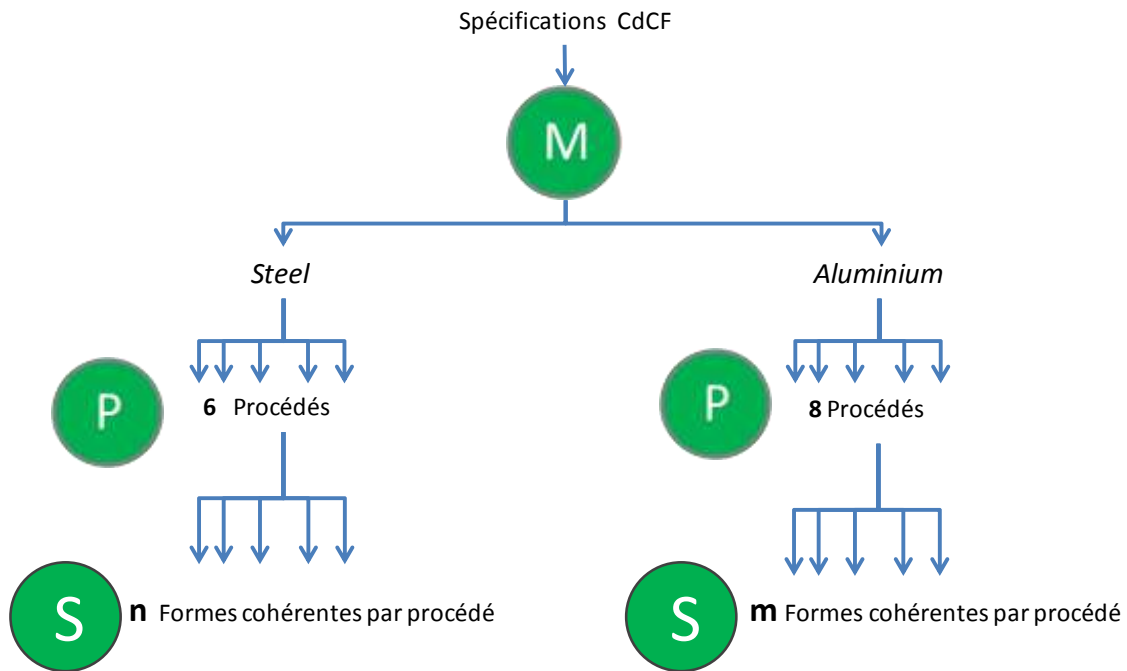 Spécifications CdCF
M
Steel
Aluminium
P
6 Procédés
P
8 Procédés
S
n Formes cohérentes par procédé
S
m Formes cohérentes par procédé